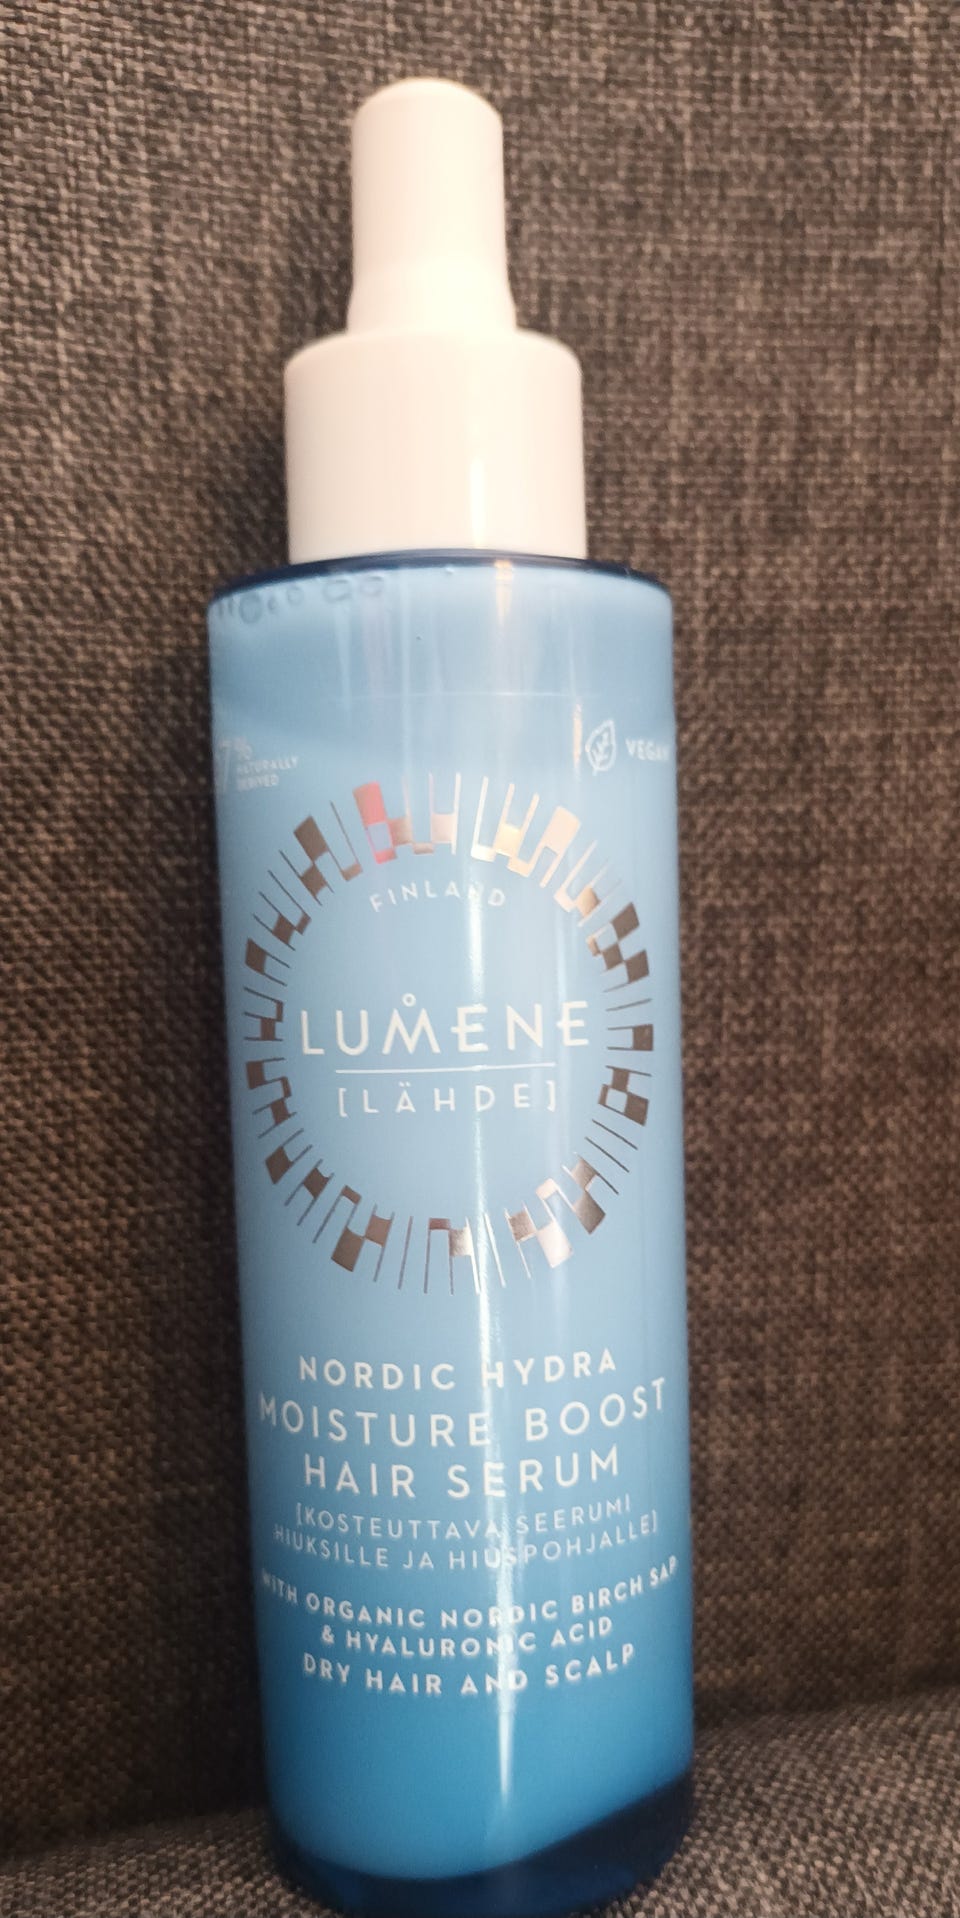 7%
NATURALLY
DERIVED
VEGAN
FINLAND
LUMENE
[LÄHDE]
NORDIC HYDRA
MOISTURE BOOST
HAIR SERUM
[KOSTEUTTAVA SEERUMI
HIUKSILLE JA HIUSPOHJALLE]
WITH ORGANIC NORDIC BIRCH SAP
& HYALURONIC ACID
DRY HAIR AND SCALP